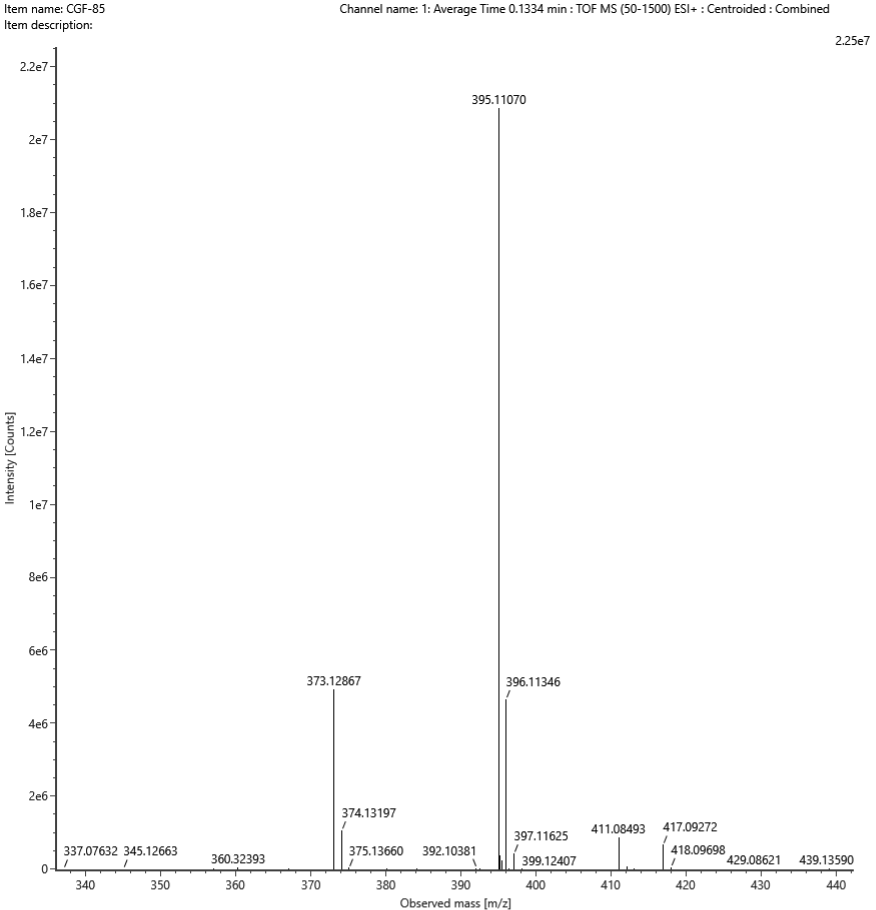 Item name: CGF-85
Channel name: 1: Average Time 0.1334 min : TOF MS (50-1500) ESI+ : Centroided : Combined
Item description:
2.25e7
2.2e7
2e7
1.8e7
1.6e7
1.4e7
1.2e7
1e7
8e6
6e6
4e6
2e6
0
Intensity [Counts]
395.11070
373.12867
396.11346
374.13197
397.11625
411.08493
417.09272
337.07632
345.12663
375.13660
392.10381
418.09698
360.32393
399.12407
429.08621
439.13590
340
350
360
370
380
390
400
410
420
430
440
Observed mass [m/z]